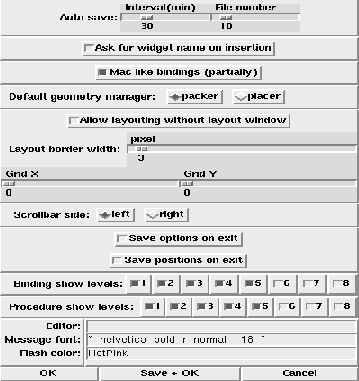 Interval(min) File number
Auto save: 30 10
Ask for widget name on insertion
Mac like bindings (partially)
Default geometry manager: packer placer
Allow layouting without layout window
pixel
Layout border width: 3
Grid X Grid Y
0 0
Scrollbar side: left right
Save options on exit
Save positions on exit
Binding show levels: 1 2 3 4 5 6 7 8
Procedure show levels: 1 2 3 4 5 6 7 8
Editor:
Message font: * helvetica bold r normal 18 *
Flash color: HotPink
OK Save + OK Cancel